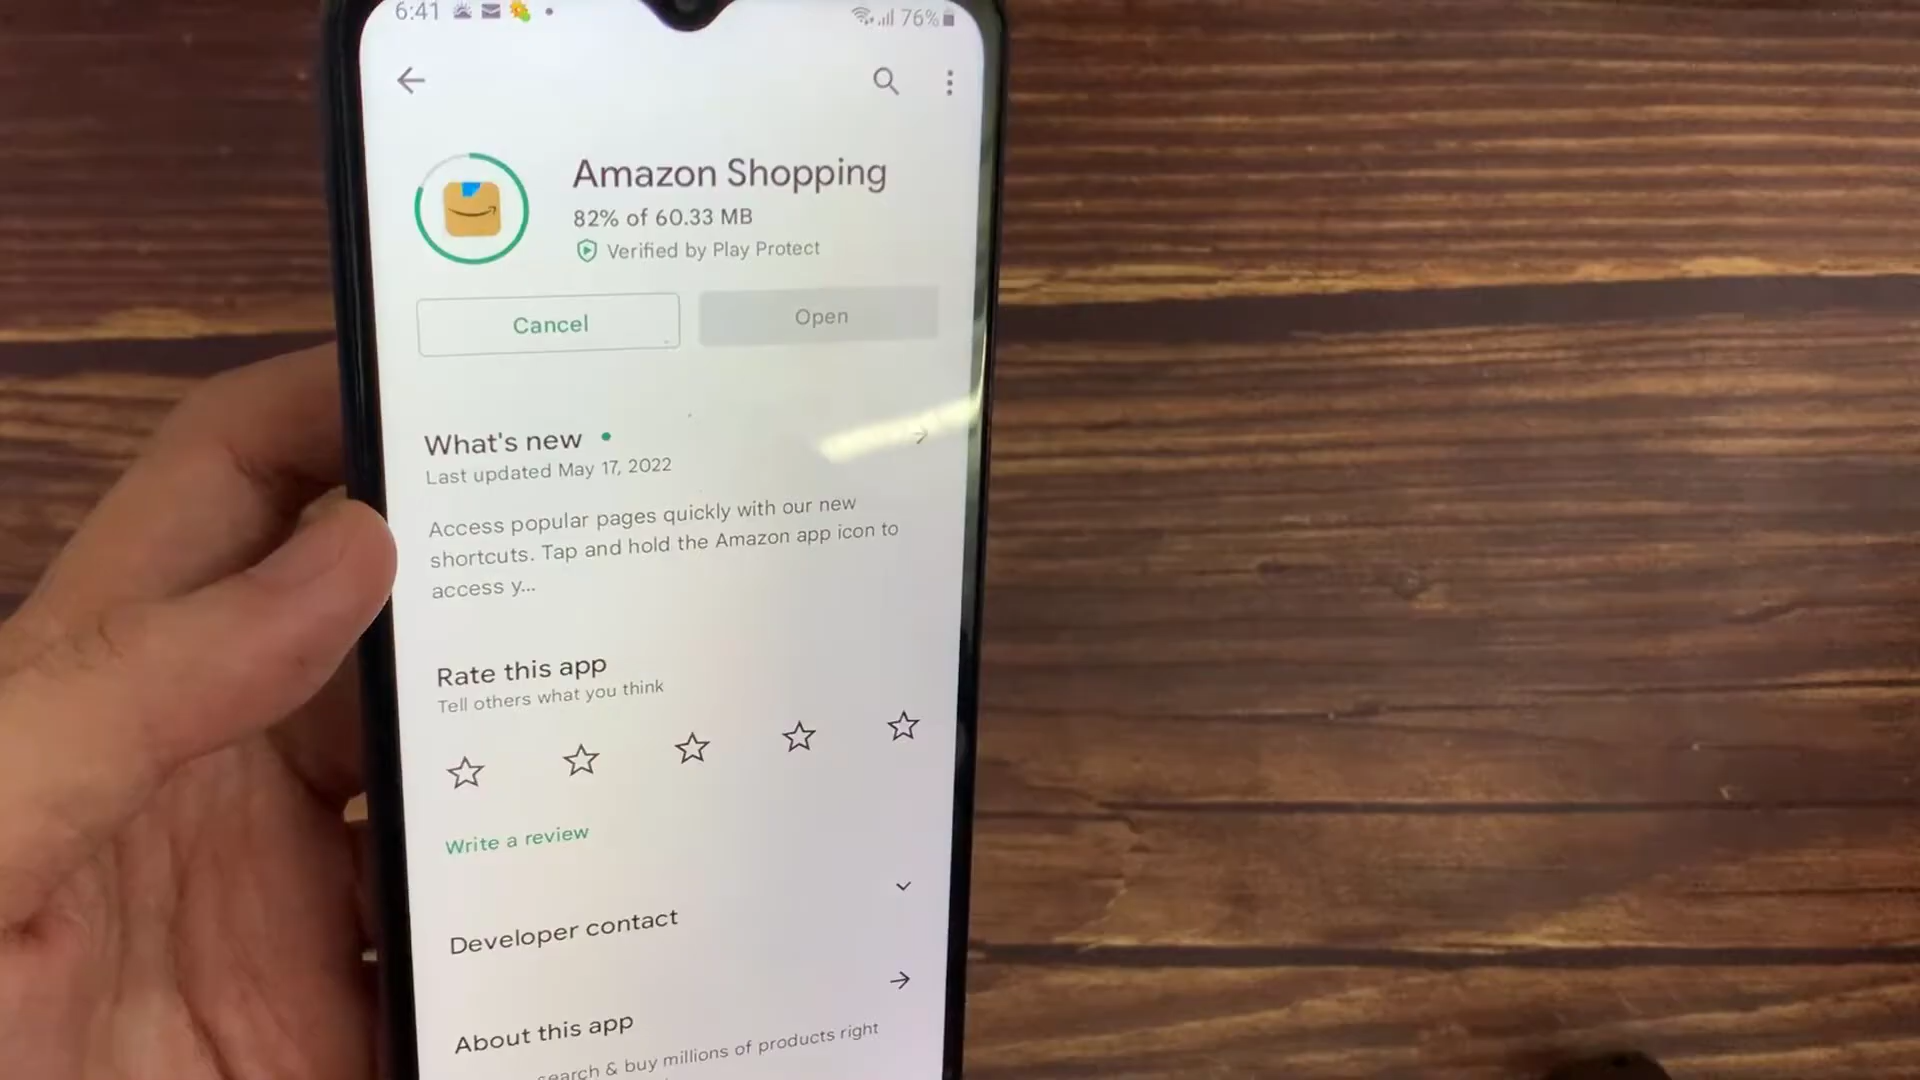 6:41
76%
Amazon Shopping
82% of 60.33 MB
Verified by Play Protect
Cancel
Open
What's new
Last updated May 17, 2022
Access popular pages quickly with our new
shortcuts. Tap and hold the Amazon app icon to
access y...
Rate this app
Tell others what you think
Write a review
Developer contact
About this app
search & buy millions of products right